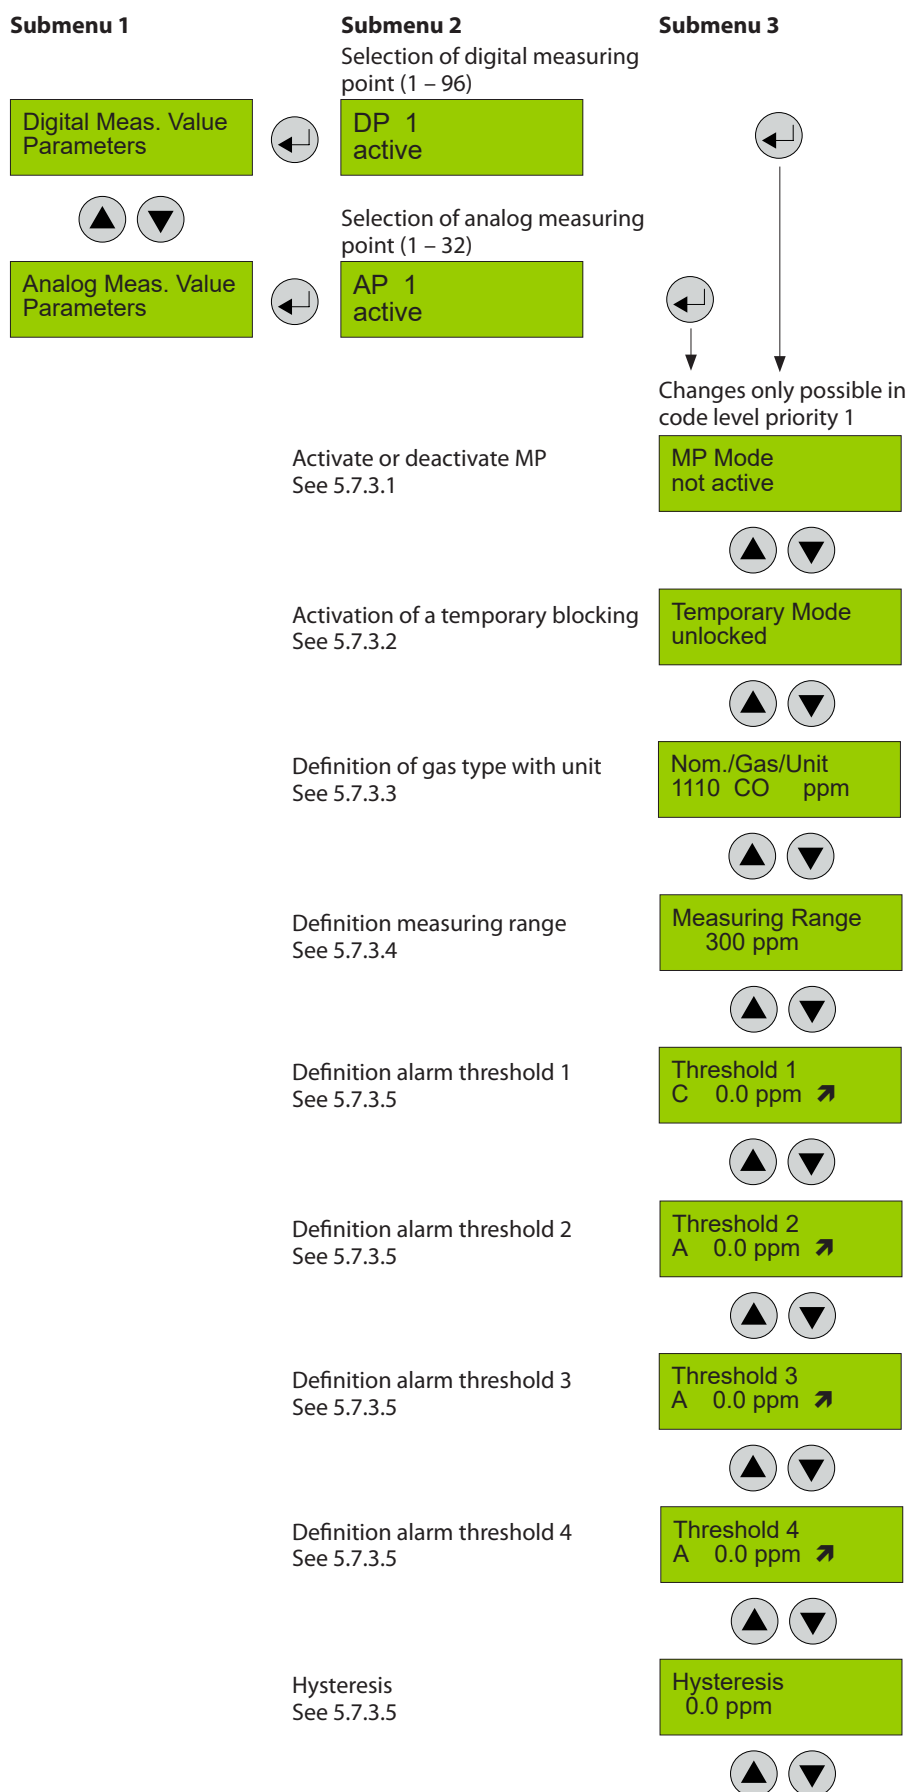 Submenu 1
Submenu 2
Submenu 3
Selection of digital measuring
point (1 – 96)
Digital Meas. Value
Parameters
DP 1
active
Selection of analog measuring
point (1 – 32)
Analog Meas. Value
Parameters
AP 1
active
Changes only possible in
code level priority 1
Activate or deactivate MP
See 5.7.3.1
MP Mode
not active
Activation of a temporary blocking
See 5.7.3.2
Temporary Mode
unlocked
Definition of gas type with unit
See 5.7.3.3
Nom./Gas/Unit
1110 CO ppm
Definition measuring range
See 5.7.3.4
Measuring Range
300 ppm
Definition alarm threshold 1
See 5.7.3.5
Threshold 1
C 0.0 ppm ↗
Definition alarm threshold 2
See 5.7.3.5
Threshold 2
A 0.0 ppm ↗
Definition alarm threshold 3
See 5.7.3.5
Threshold 3
A 0.0 ppm ↗
Definition alarm threshold 4
See 5.7.3.5
Threshold 4
A 0.0 ppm ↗
Hysteresis
See 5.7.3.5
Hysteresis
0.0 ppm